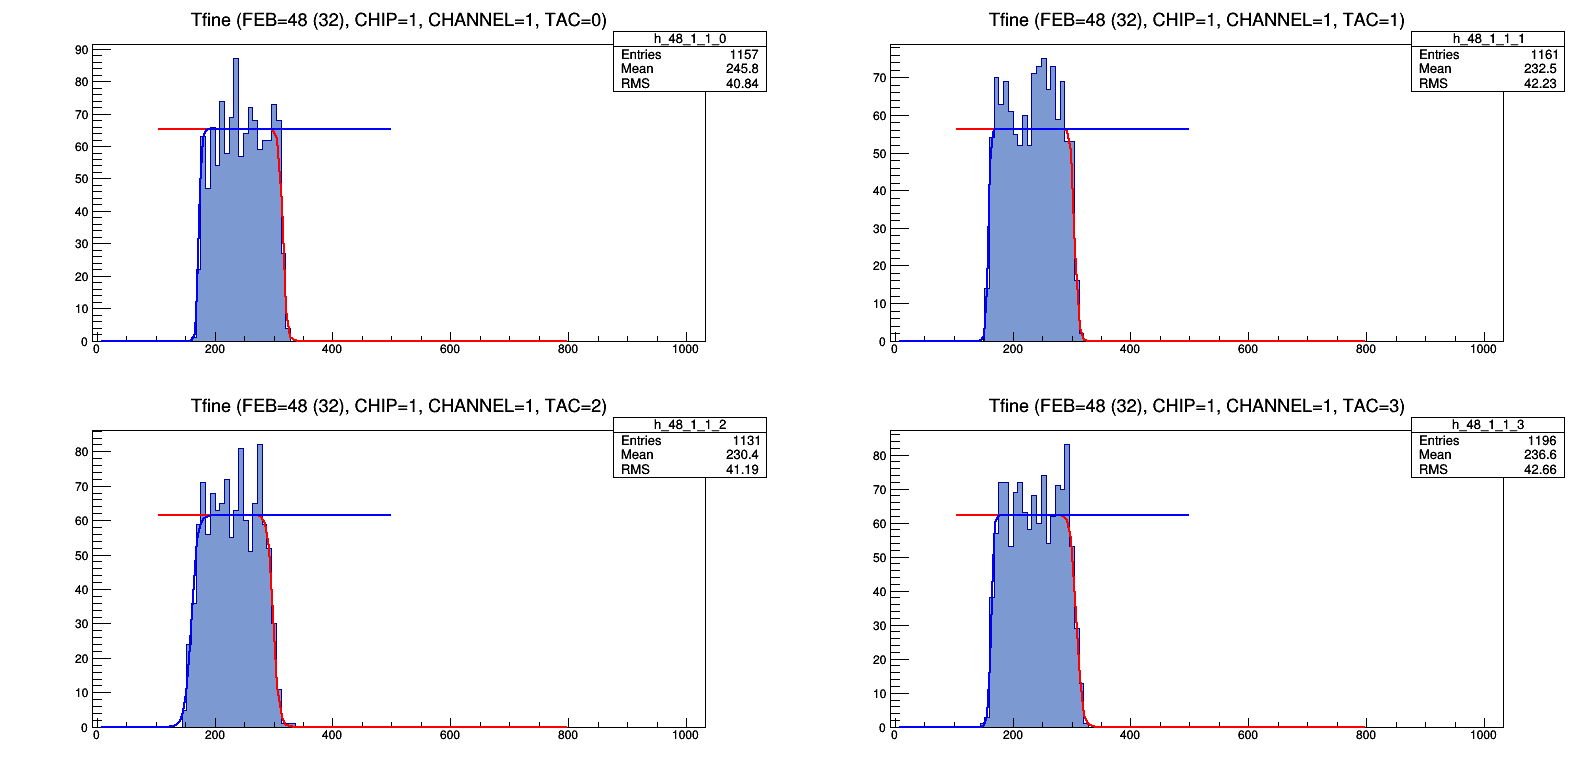 Tfine (FEB=48 (32), CHIP=1, CHANNEL=1, TAC=0)
h_48_1_1_0
Entries 1157
Mean 245.8
RMS 40.84
90
80
70
60
50
40
30
20
10
0
0 200 400 600 800 1000
Tfine (FEB=48 (32), CHIP=1, CHANNEL=1, TAC=1)
h_48_1_1_1
Entries 1161
Mean 232.5
RMS 42.23
70
60
50
40
30
20
10
0
0 200 400 600 800 1000
Tfine (FEB=48 (32), CHIP=1, CHANNEL=1, TAC=2)
h_48_1_1_2
Entries 1131
Mean 230.4
RMS 41.19
80
70
60
50
40
30
20
10
0
0 200 400 600 800 1000
Tfine (FEB=48 (32), CHIP=1, CHANNEL=1, TAC=3)
h_48_1_1_3
Entries 1196
Mean 236.6
RMS 42.66
80
70
60
50
40
30
20
10
0
0 200 400 600 800 1000